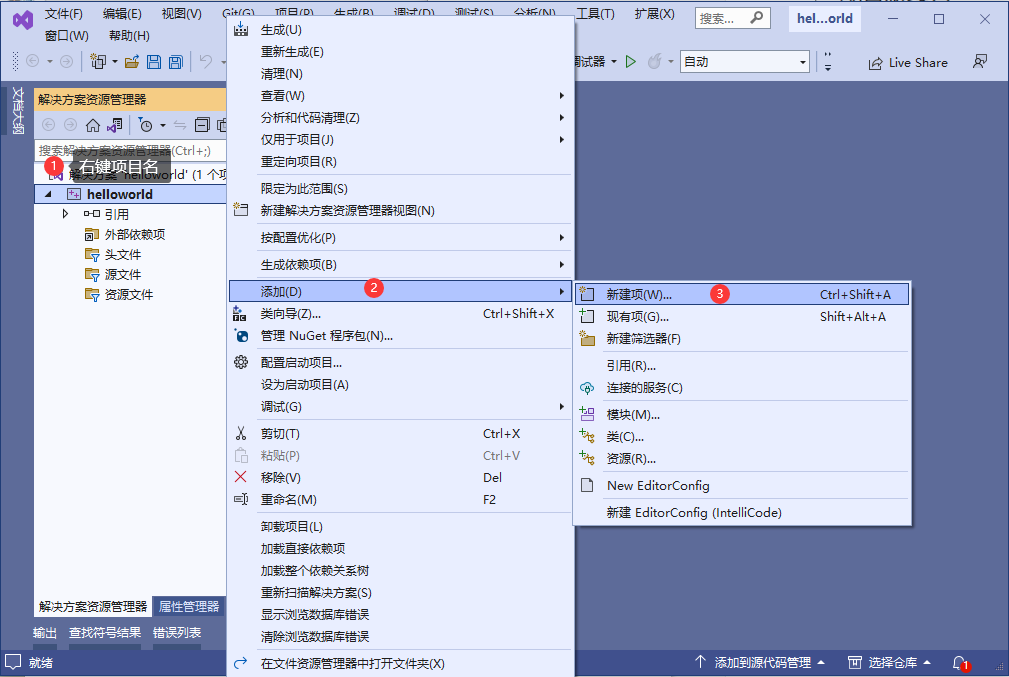 文件(F) 编辑(E) 视图(V) Git(G) 项目(P) 生成(B) 调试(D) 测试(S) 分析(N) 工具(T) 扩展(X) 搜索... hel...orld
窗口(W) 帮助(H)
试器 自动 Live Share
文档大纲
解决方案资源管理器
搜索解决方案资源管理器(Ctrl+;)
1 右键项目名
解决方案 'helloworld' (1 个项
helloworld
引用
外部依赖项
头文件
源文件
资源文件
生成(U)
重新生成(E)
清理(N)
查看(W)
分析和代码清理(Z)
仅用于项目(J)
重定向项目(R)
限定为此范围(S)
新建解决方案资源管理器视图(N)
按配置优化(P)
生成依赖项(B)
添加(D) 2
类向导(Z)... Ctrl+Shift+X
管理 NuGet 程序包(N)...
配置启动项目...
设为启动项目(A)
调试(G)
剪切(T) Ctrl+X
粘贴(P) Ctrl+V
移除(V) Del
重命名(M) F2
卸载项目(L)
加载直接依赖项
加载整个依赖关系树
重新扫描解决方案(S)
显示浏览数据库错误
清除浏览数据库错误
在文件资源管理器中打开文件夹(X)
新建项(W)... 3 Ctrl+Shift+A
现有项(G)... Shift+Alt+A
新建筛选器(F)
引用(R)...
连接的服务(C)
模块(M)...
类(C)...
资源(R)...
New EditorConfig
新建 EditorConfig (IntelliCode)
解决方案资源管理器 属性管理器
输出 查找符号结果 错误列表
就绪 添加到源代码管理 选择仓库 1